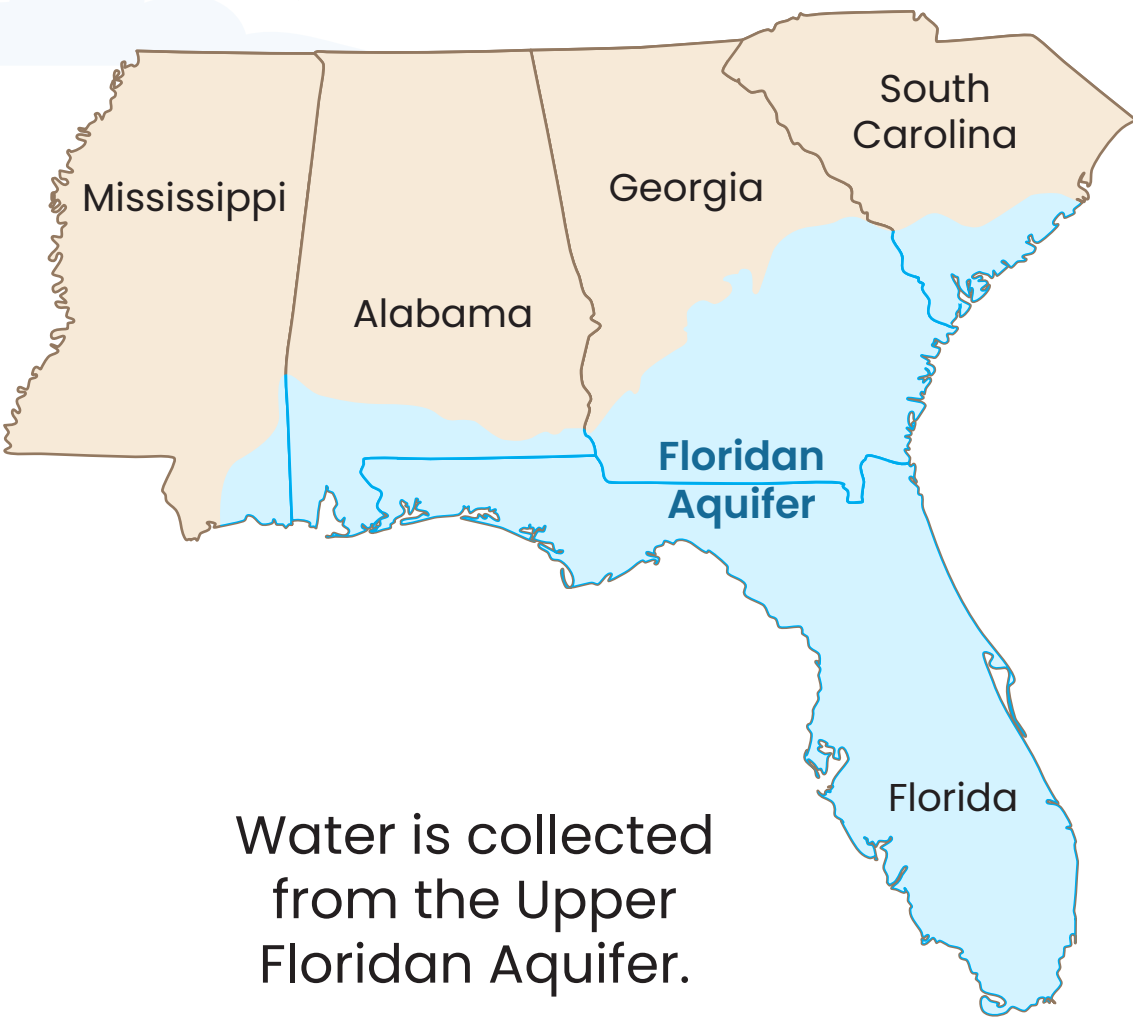 South
Carolina
Georgia
Mississippi
Alabama
Floridan
Aquifer
Florida
Water is collected
from the Upper
Floridan Aquifer.